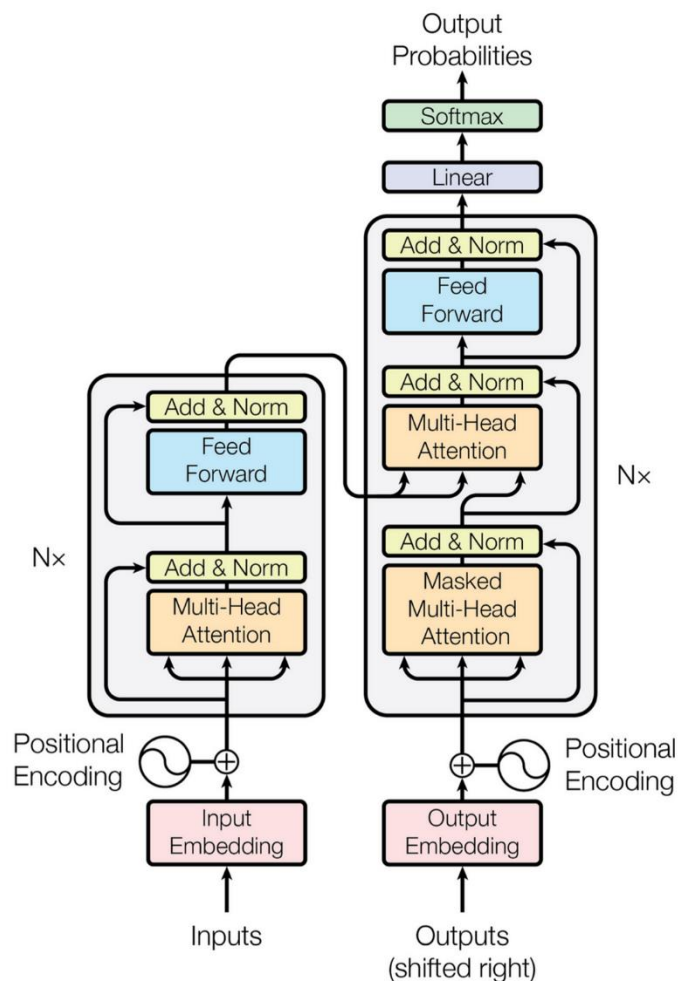 Output
Probabilities
Softmax
Linear
Add & Norm
Feed
Forward
Add & Norm
Multi-Head
Attention
Nx
Add & Norm
Masked
Multi-Head
Attention
Add & Norm
Feed
Forward
Nx
Add & Norm
Multi-Head
Attention
Positional
Encoding
Positional
Encoding
Input
Embedding
Output
Embedding
Inputs
Outputs
(shifted right)